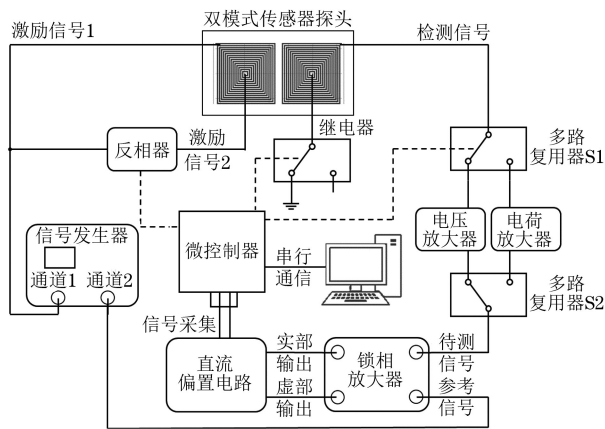 双模式传感器探头
激励信号1
检测信号
继电器
激励
信号2
反相器
多路
复用器S1
电压
放大器
电荷
放大器
信号发生器
通道1
通道2
微控制器
串行
通信
多路
复用器S2
信号采集
直流
偏置电路
实部
输出
虚部
输出
锁相
放大器
待测
信号
参考
信号